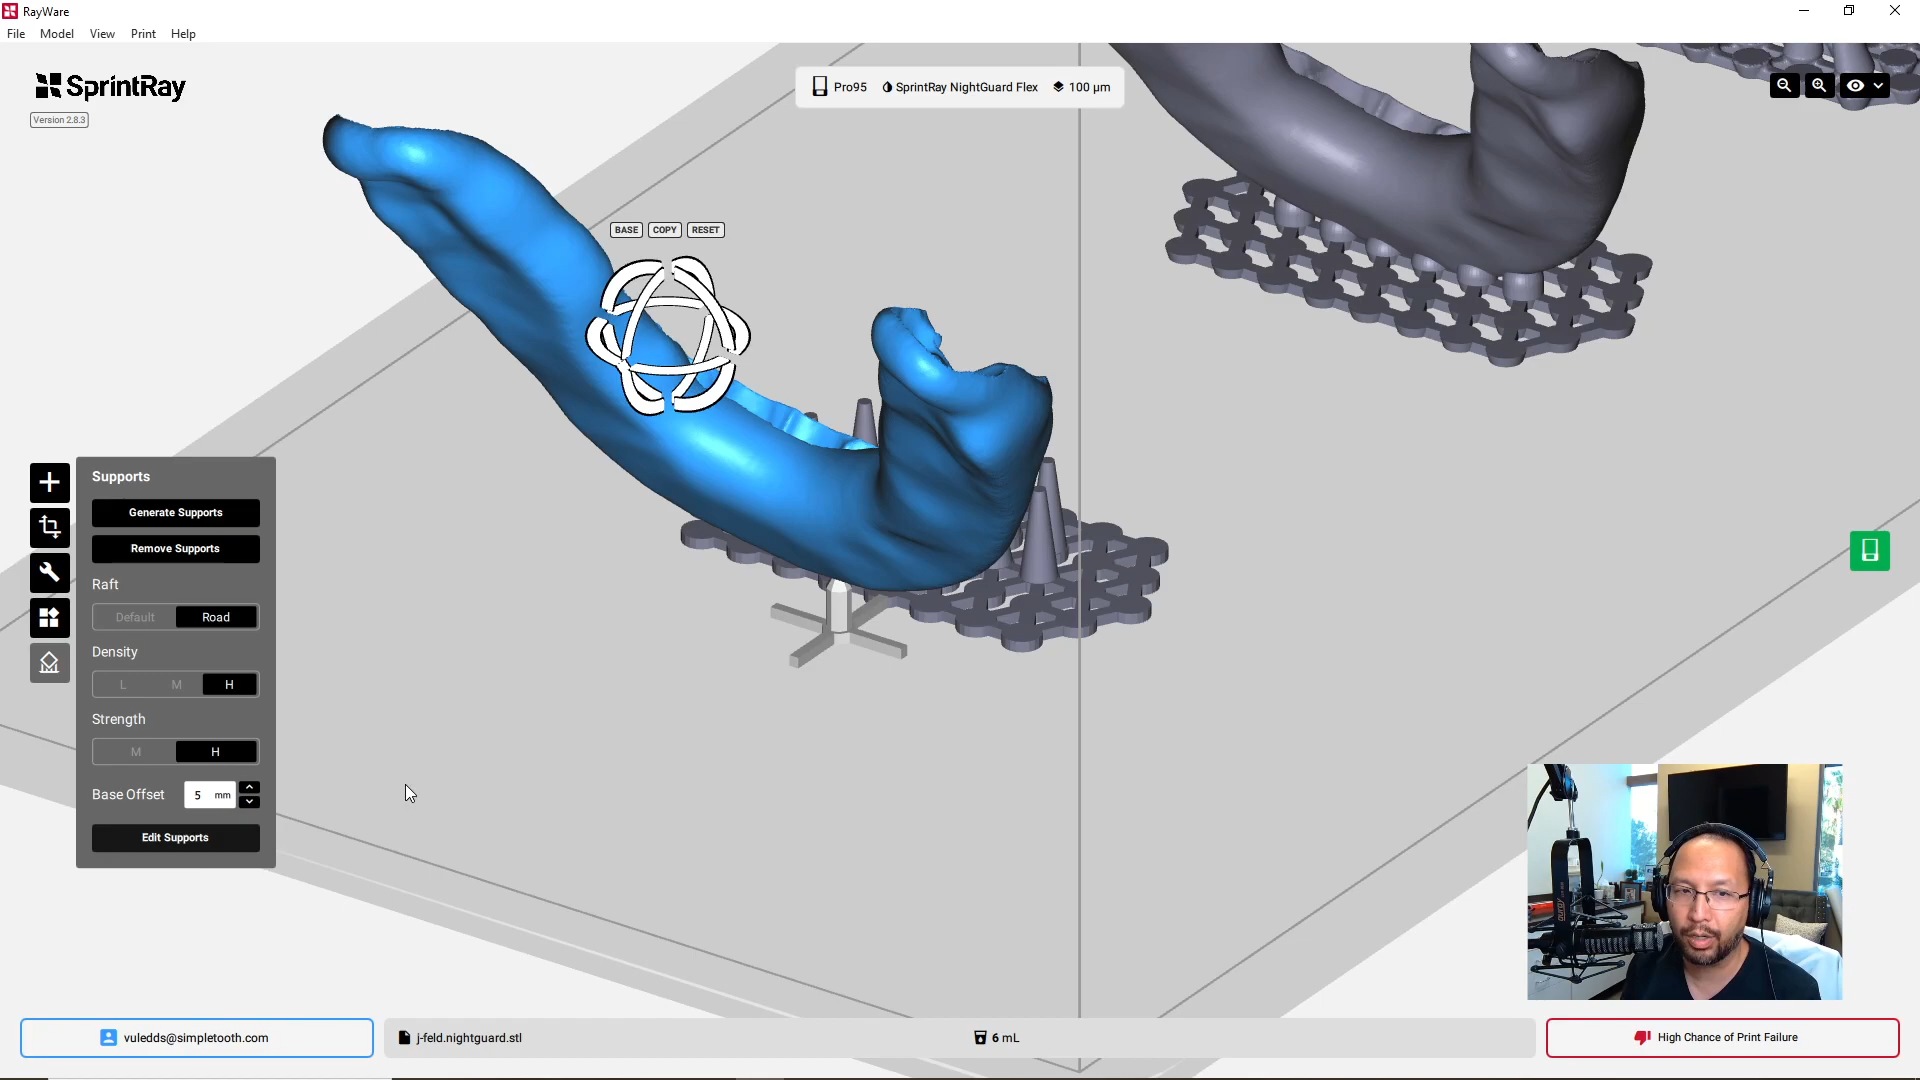 RayWare
File Model View Print Help
SprintRay
Version 2.8.3
Pro95 SprintRay NightGuard Flex 100 µm
BASE COPY RESET
Supports
Generate Supports
Remove Supports
Raft
Default Road
Density
L M H
Strength
M H
Base Offset 5 mm
Edit Supports
vuledds@simpletooth.com
j-feld.nightguard.stl
6 mL
High Chance of Print Failure